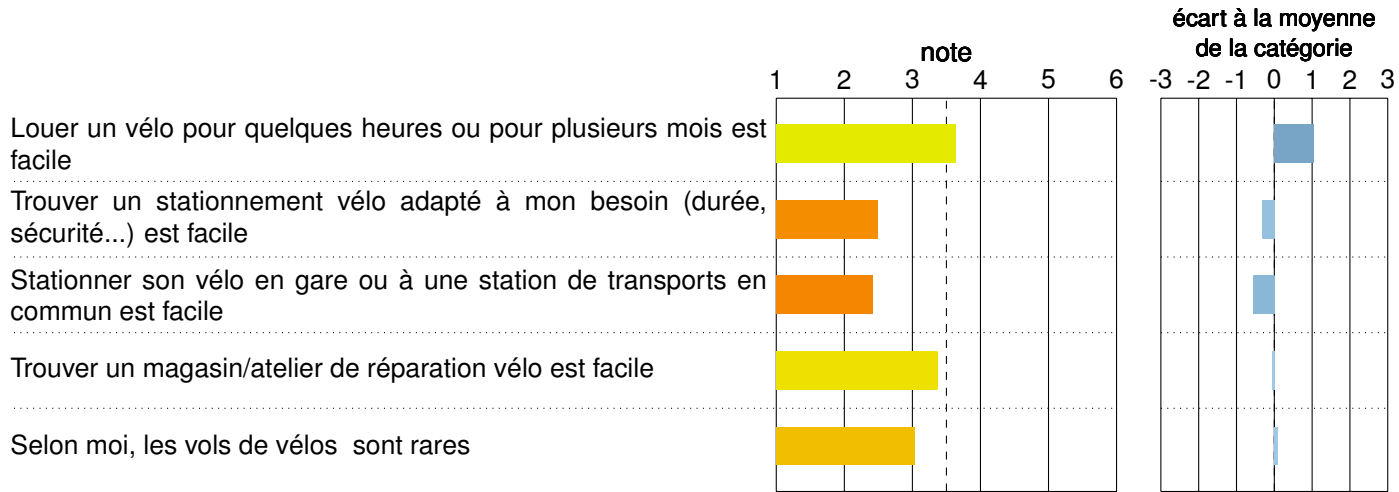 écart à la moyenne
note de la catégorie
1 2 3 4 5 6 -3 -2 -1 0 1 2 3
Louer un vélo pour quelques heures ou pour plusieurs mois est
facile
Trouver un stationnement vélo adapté à mon besoin (durée,
sécurité...) est facile
Stationner son vélo en gare ou à une station de transports en
commun est facile
Trouver un magasin/atelier de réparation vélo est facile
Selon moi, les vols de vélos sont rares